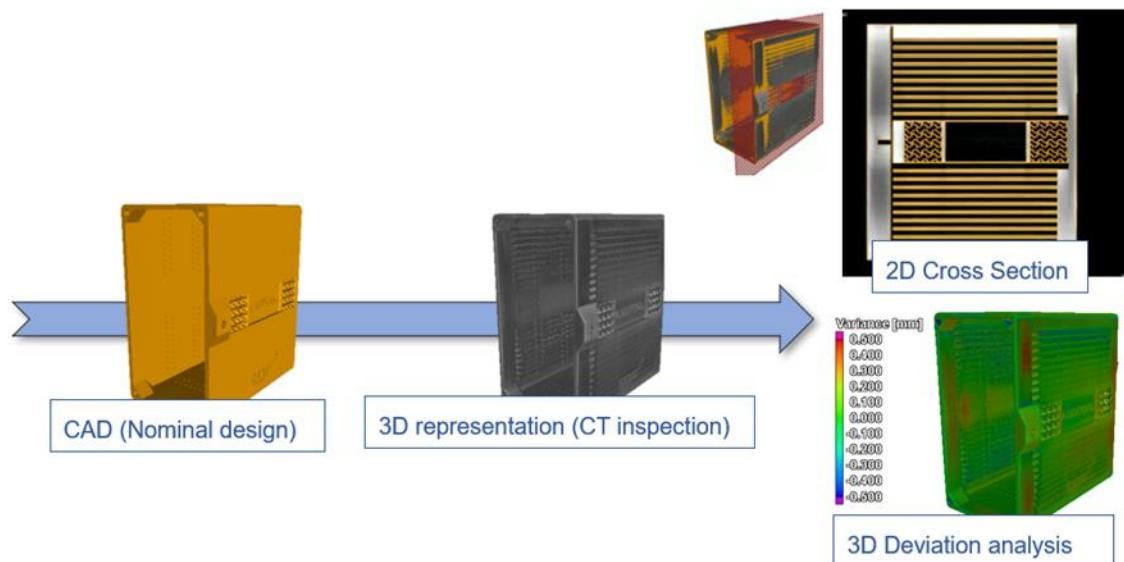 2D Cross Section
CAD (Nominal design)
3D representation (CT inspection)
Variance [mm]
0.500
0.400
0.300
0.200
0.100
0.000
-0.100
-0.200
-0.300
-0.400
-0.500
3D Deviation analysis